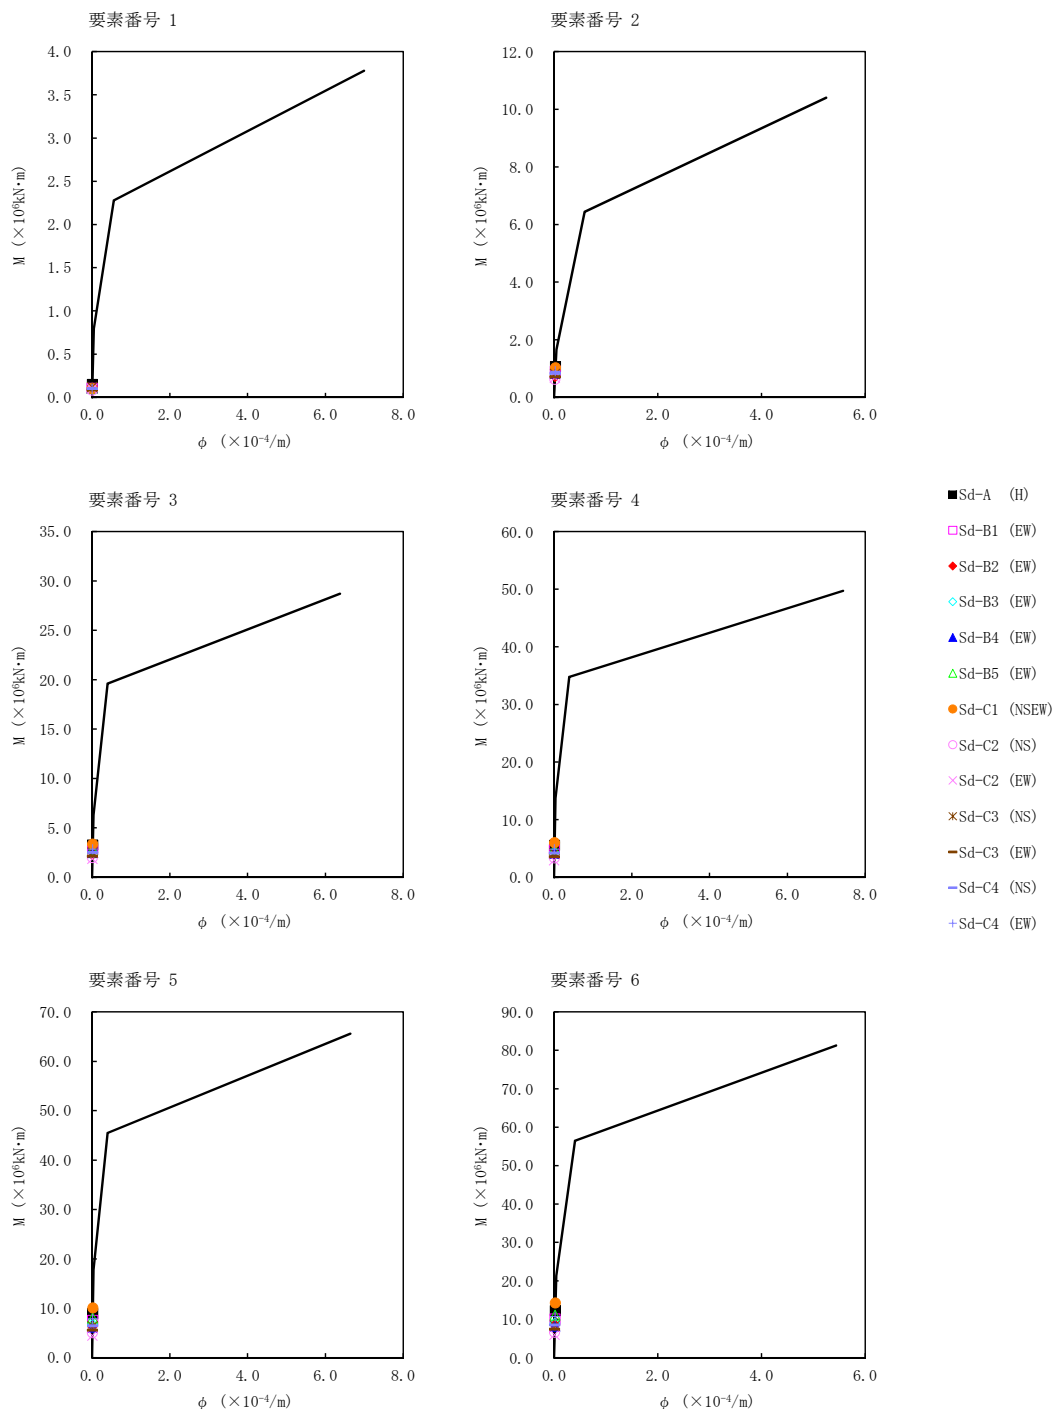 要素番号 1
4.0
3.5
3.0
2.5
2.0
1.5
1.0
0.5
0.0
0.0 2.0 4.0 6.0 8.0
M (×10⁶kN・m)
φ (×10⁻⁴/m)
要素番号 2
12.0
10.0
8.0
6.0
4.0
2.0
0.0
0.0 2.0 4.0 6.0
M (×10⁶kN・m)
φ (×10⁻⁴/m)
要素番号 3
35.0
30.0
25.0
20.0
15.0
10.0
5.0
0.0
0.0 2.0 4.0 6.0 8.0
M (×10⁶kN・m)
φ (×10⁻⁴/m)
要素番号 4
60.0
50.0
40.0
30.0
20.0
10.0
0.0
0.0 2.0 4.0 6.0 8.0
M (×10⁶kN・m)
φ (×10⁻⁴/m)
Sd-A (H)
Sd-B1 (EW)
Sd-B2 (EW)
Sd-B3 (EW)
Sd-B4 (EW)
Sd-B5 (EW)
Sd-C1 (NSEW)
Sd-C2 (NS)
Sd-C2 (EW)
Sd-C3 (NS)
Sd-C3 (EW)
Sd-C4 (NS)
Sd-C4 (EW)
要素番号 5
70.0
60.0
50.0
40.0
30.0
20.0
10.0
0.0
0.0 2.0 4.0 6.0 8.0
M (×10⁶kN・m)
φ (×10⁻⁴/m)
要素番号 6
90.0
80.0
70.0
60.0
50.0
40.0
30.0
20.0
10.0
0.0
0.0 2.0 4.0 6.0
M (×10⁶kN・m)
φ (×10⁻⁴/m)